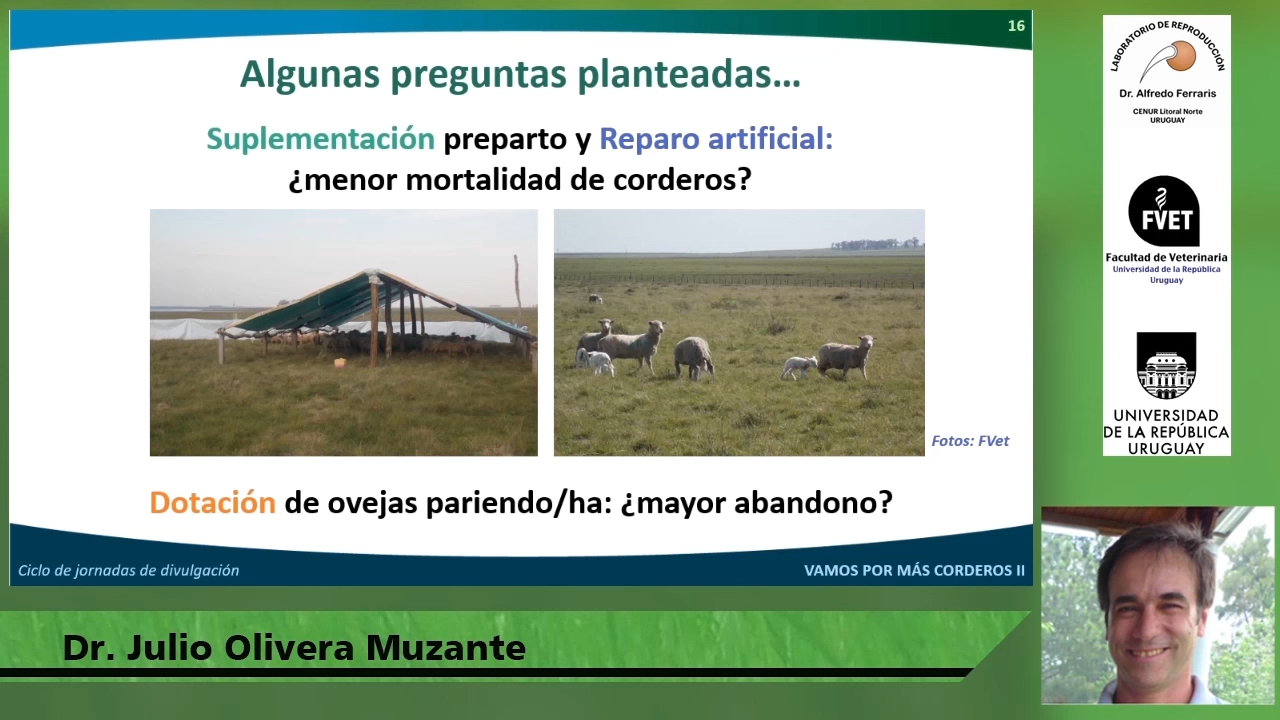 16
Algunas preguntas planteadas...
Suplementación preparto y Reparo artificial:
¿menor mortalidad de corderos?
Fotos: FVet
Dotación de ovejas pariendo/ha: ¿mayor abandono?
Ciclo de jornadas de divulgación
VAMOS POR MÁS CORDEROS II
Dr. Julio Olivera Muzante
LABORATORIO DE REPRODUCCIÓN
Dr. Alfredo Ferraris
CENUR Litoral Norte
URUGUAY
FVET
Facultad de Veterinaria
Universidad de la República
Uruguay
UNIVERSIDAD
DE LA REPÚBLICA
URUGUAY